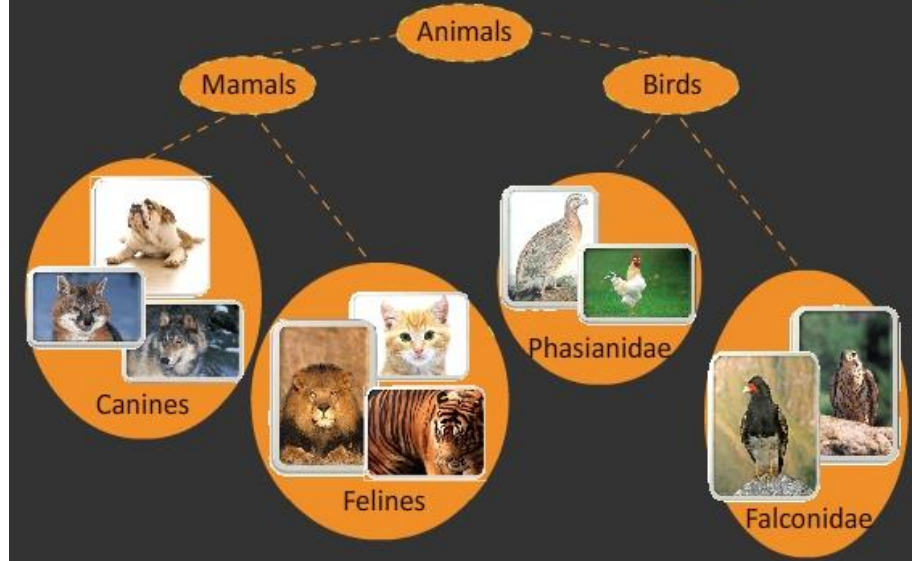 Animals
Mamals
Birds
Canines
Felines
Phasianidae
Falconidae